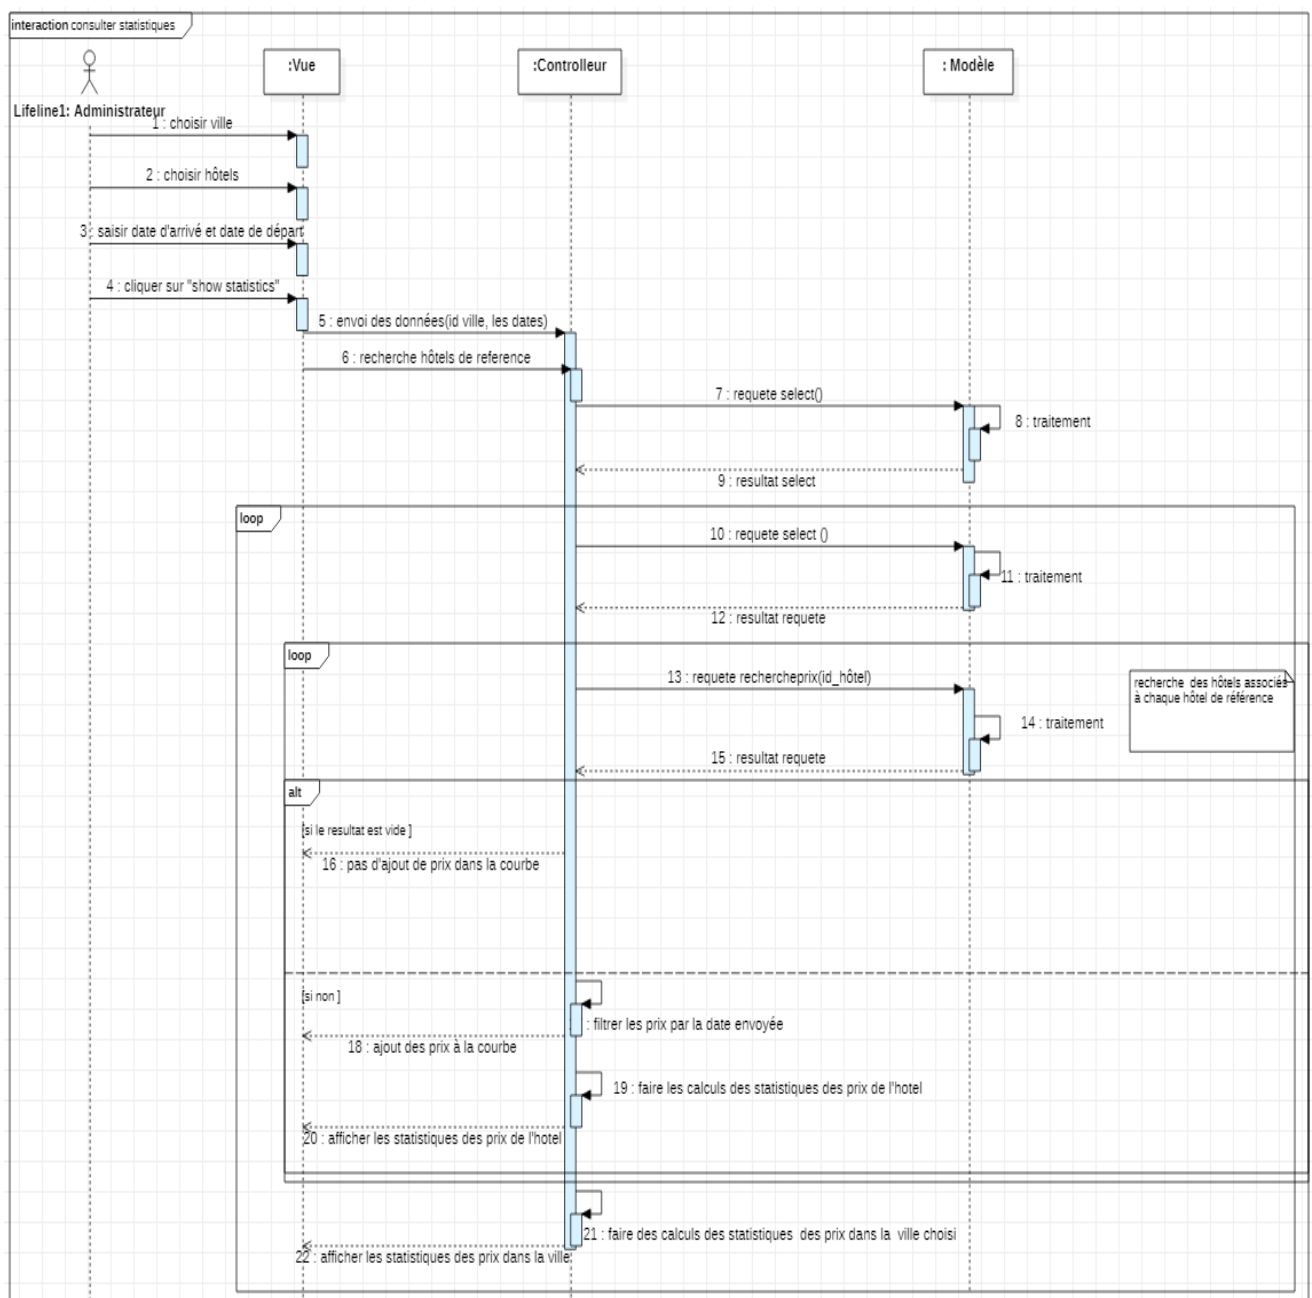 interaction consulter statistiques
:Vue
:Controlleur
: Modèle
Lifeline1: Administrateur
1 : choisir ville
2 : choisir hôtels
3 : saisir date d'arrivé et date de départ
4 : cliquer sur "show statistics"
5 : envoi des données(id ville, les dates)
6 : recherche hôtels de reference
7 : requete select()
8 : traitement
9 : resultat select
loop
10 : requete select ()
11 : traitement
12 : resultat requete
loop
13 : requete rechercheprix(id_hôtel)
recherche des hôtels associés
à chaque hôtel de référence
14 : traitement
15 : resultat requete
alt
[si le resultat est vide ]
16 : pas d'ajout de prix dans la courbe
[si non ]
: filtrer les prix par la date envoyée
18 : ajout des prix à la courbe
19 : faire les calculs des statistiques des prix de l'hotel
20 : afficher les statistiques des prix de l'hotel
21 : faire des calculs des statistiques des prix dans la ville choisi
22 : afficher les statistiques des prix dans la ville